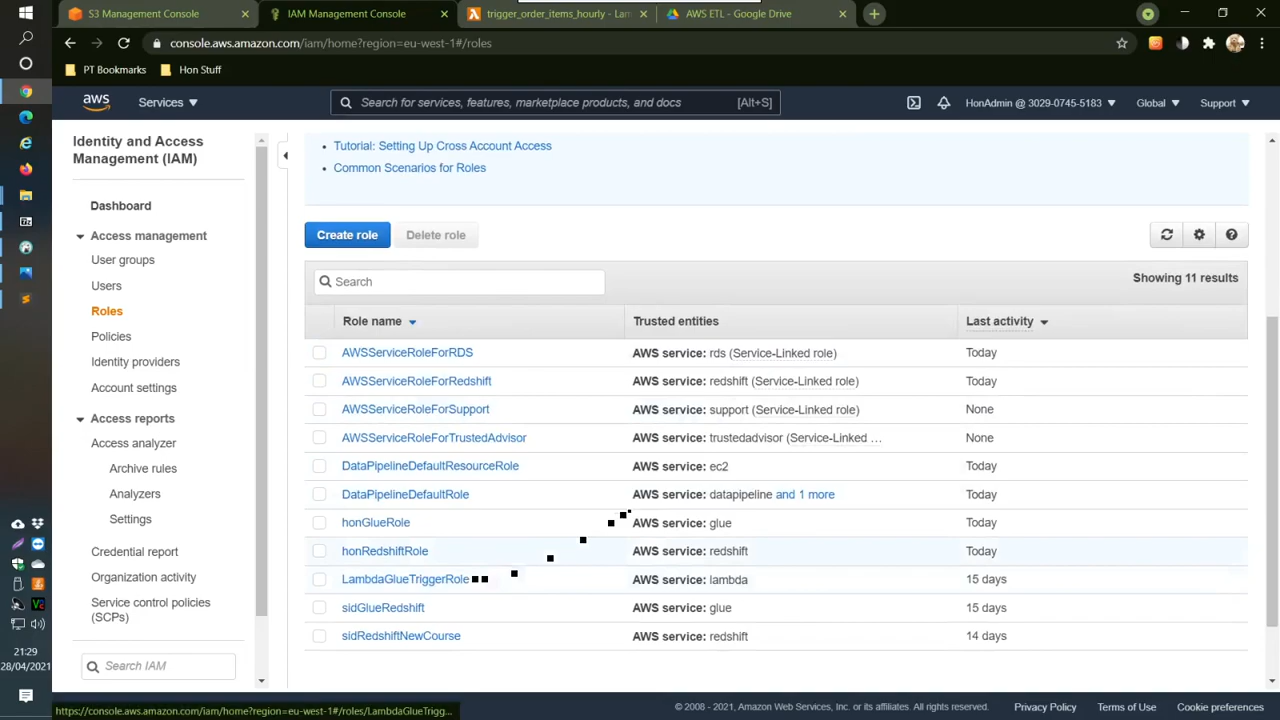 S3 Management Console
IAM Management Console
trigger_order_items_hourly - Lam
AWS ETL - Google Drive
console.aws.amazon.com/iam/home?region=eu-west-1#/roles
PT Bookmarks
Hon Stuff
aws
Services
Search for services, features, marketplace products, and docs
[Alt+S]
HonAdmin @ 3029-0745-5183
Global
Support
Identity and Access
Management (IAM)
Dashboard
Access management
User groups
Users
Roles
Policies
Identity providers
Account settings
Access reports
Access analyzer
Archive rules
Analyzers
Settings
Credential report
Organization activity
Service control policies
(SCPs)
Search IAM
Tutorial: Setting Up Cross Account Access
Common Scenarios for Roles
Create role
Delete role
Search
Showing 11 results
Role name
Trusted entities
Last activity
AWSServiceRoleForRDS
AWS service: rds (Service-Linked role)
Today
AWSServiceRoleForRedshift
AWS service: redshift (Service-Linked role)
Today
AWSServiceRoleForSupport
AWS service: support (Service-Linked role)
None
AWSServiceRoleForTrustedAdvisor
AWS service: trustedadvisor (Service-Linked …
None
DataPipelineDefaultResourceRole
AWS service: ec2
Today
DataPipelineDefaultRole
AWS service: datapipeline and 1 more
Today
honGlueRole
AWS service: glue
Today
honRedshiftRole
AWS service: redshift
Today
LambdaGlueTriggerRole
AWS service: lambda
15 days
sidGlueRedshift
AWS service: glue
15 days
sidRedshiftNewCourse
AWS service: redshift
14 days
21:29
28/04/2021
https://console.aws.amazon.com/iam/home?region=eu-west-1#/roles/LambdaGlueTrigg...
© 2008 - 2021, Amazon Web Services, Inc. or its affiliates. All rights reserved.
Privacy Policy
Terms of Use
Cookie preferences